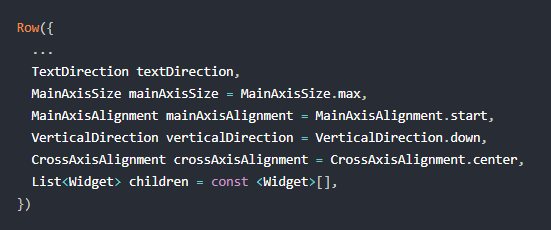 Row({
  ...
  TextDirection textDirection,
  MainAxisSize mainAxisSize = MainAxisSize.max,
  MainAxisAlignment mainAxisAlignment = MainAxisAlignment.start,
  VerticalDirection verticalDirection = VerticalDirection.down,
  CrossAxisAlignment crossAxisAlignment = CrossAxisAlignment.center,
  List<Widget> children = const <Widget>[],
})